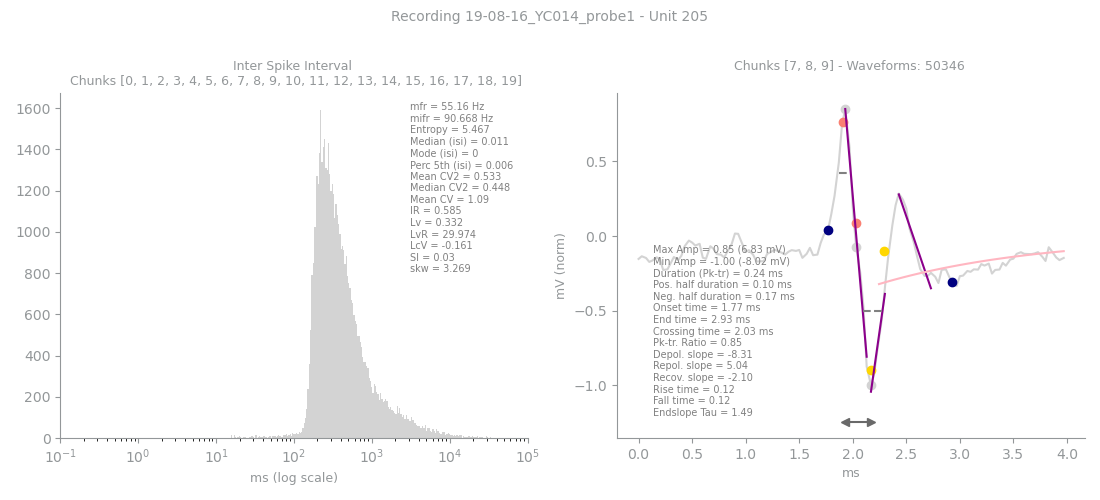 Recording 19-08-16_YC014_probe1 - Unit 205
Inter Spike Interval
Chunks [0, 1, 2, 3, 4, 5, 6, 7, 8, 9, 10, 11, 12, 13, 14, 15, 16, 17, 18, 19]
1600
1400
1200
1000
800
600
400
200
0
mfr = 55.16 Hz
mifr = 90.668 Hz
Entropy = 5.467
Median (isi) = 0.011
Mode (isi) = 0
Perc 5th (isi) = 0.006
Mean CV2 = 0.533
Median CV2 = 0.448
Mean CV = 1.09
IR = 0.585
Lv = 0.332
LvR = 29.974
LcV = -0.161
SI = 0.03
skw = 3.269
10⁻¹ 10⁰ 10¹ 10² 10³ 10⁴ 10⁵
ms (log scale)
Chunks [7, 8, 9] - Waveforms: 50346
mV (norm)
0.5
0.0
−0.5
−1.0
Max Amp = 0.85 (6.83 mV)
Min Amp = -1.00 (-8.02 mV)
Duration (Pk-tr) = 0.24 ms
Pos. half duration = 0.10 ms
Neg. half duration = 0.17 ms
Onset time = 1.77 ms
End time = 2.93 ms
Crossing time = 2.03 ms
Pk-tr. Ratio = 0.85
Depol. slope = -8.31
Repol. slope = 5.04
Recov. slope = -2.10
Rise time = 0.12
Fall time = 0.12
Endslope Tau = 1.49
0.0 0.5 1.0 1.5 2.0 2.5 3.0 3.5 4.0
ms